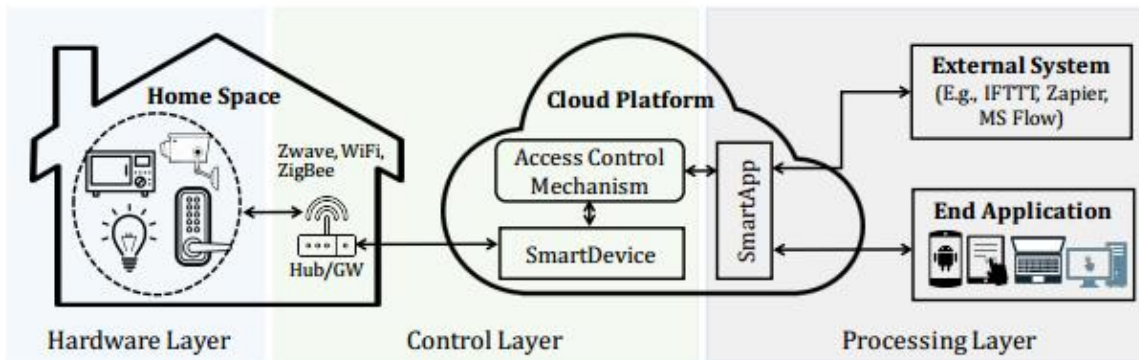 Home Space
Zwave, WiFi,
ZigBee
Hub/GW
Cloud Platform
Access Control
Mechanism
SmartDevice
SmartApp
External System
(E.g., IFTTT, Zapier,
MS Flow)
End Application
Hardware Layer
Control Layer
Processing Layer